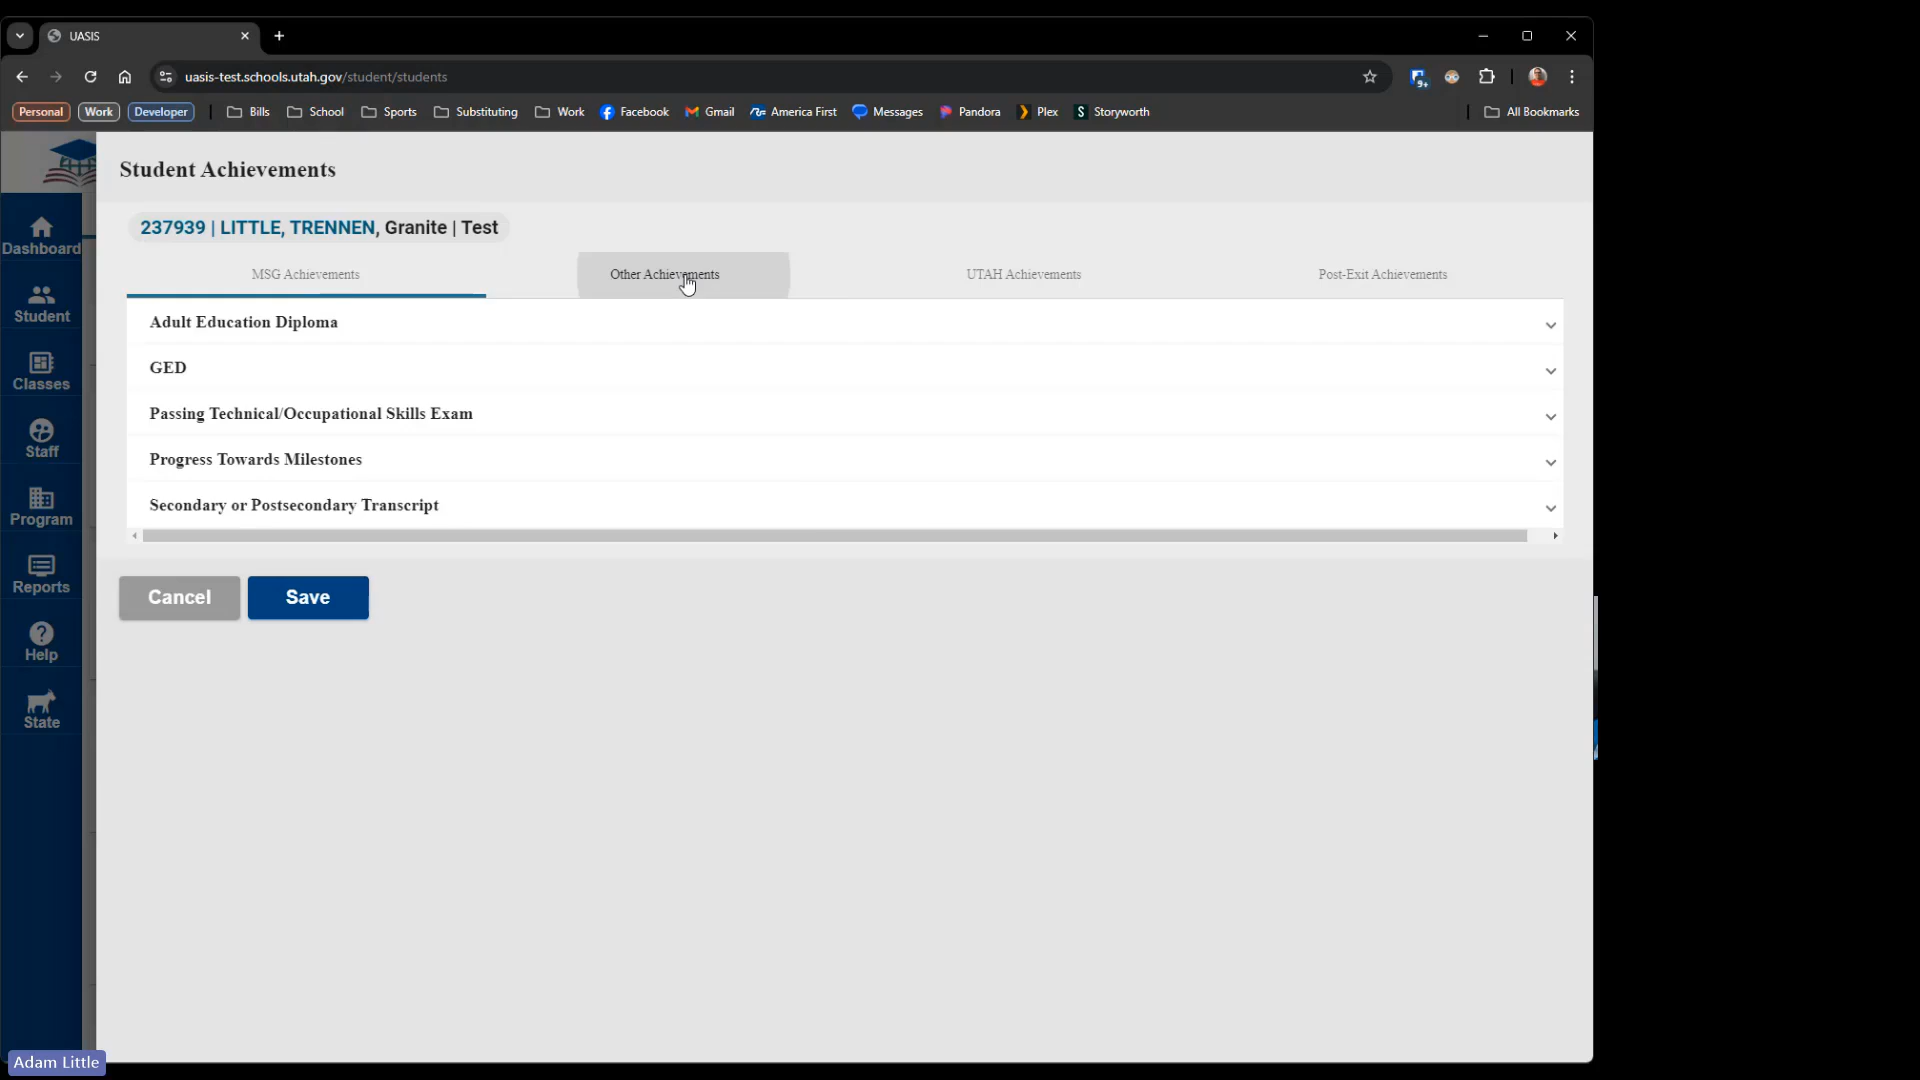 UASIS
uasis-test.schools.utah.gov/student/students
9+
Personal Work Developer Bills School Sports Substituting Work Facebook Gmail America First Messages Pandora Plex S Storyworth All Bookmarks
Student Achievements
237939 | LITTLE, TRENNEN, Granite | Test
MSG Achievements Other Achievements UTAH Achievements Post-Exit Achievements
Adult Education Diploma
GED
Passing Technical/Occupational Skills Exam
Progress Towards Milestones
Secondary or Postsecondary Transcript
Cancel Save
Dashboard
Student
Classes
Staff
Program
Reports
Help
State
Adam Little